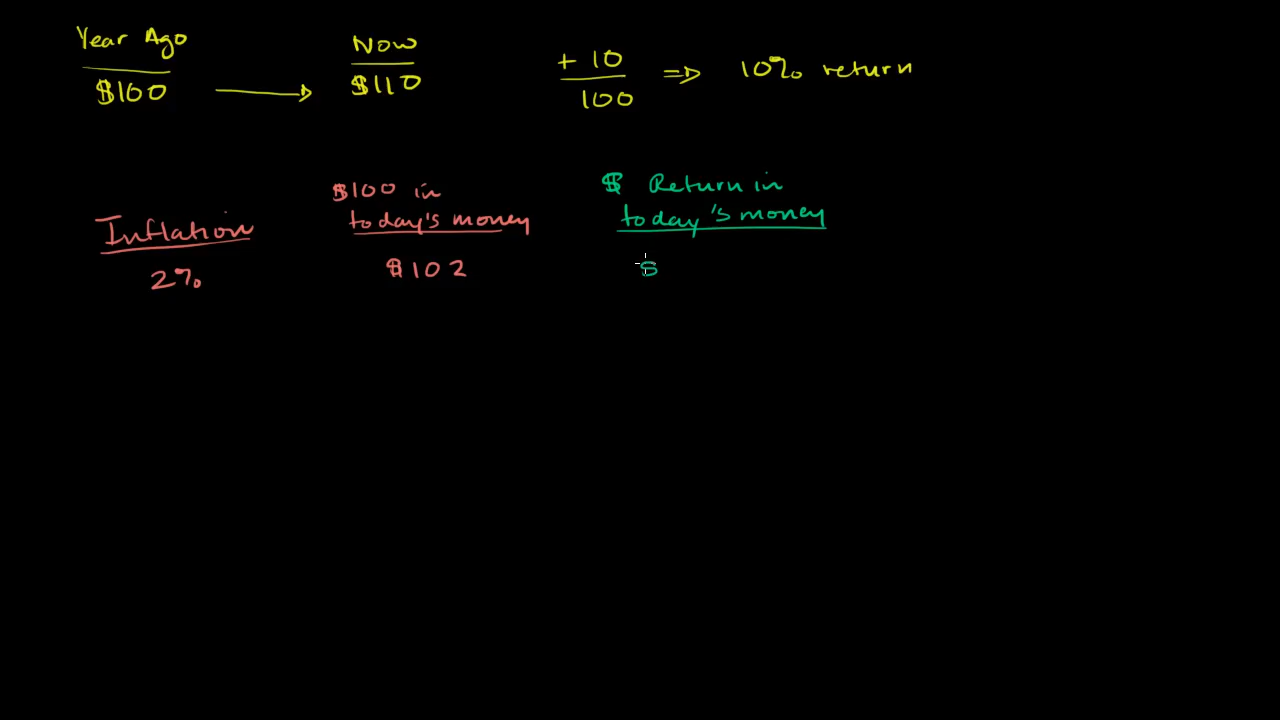 Year Ago
$100
Now
$110
+ 10
100
⇒ 10% return
Inflation
2%
$100 in
today's money
$102
$ Return in
today's money